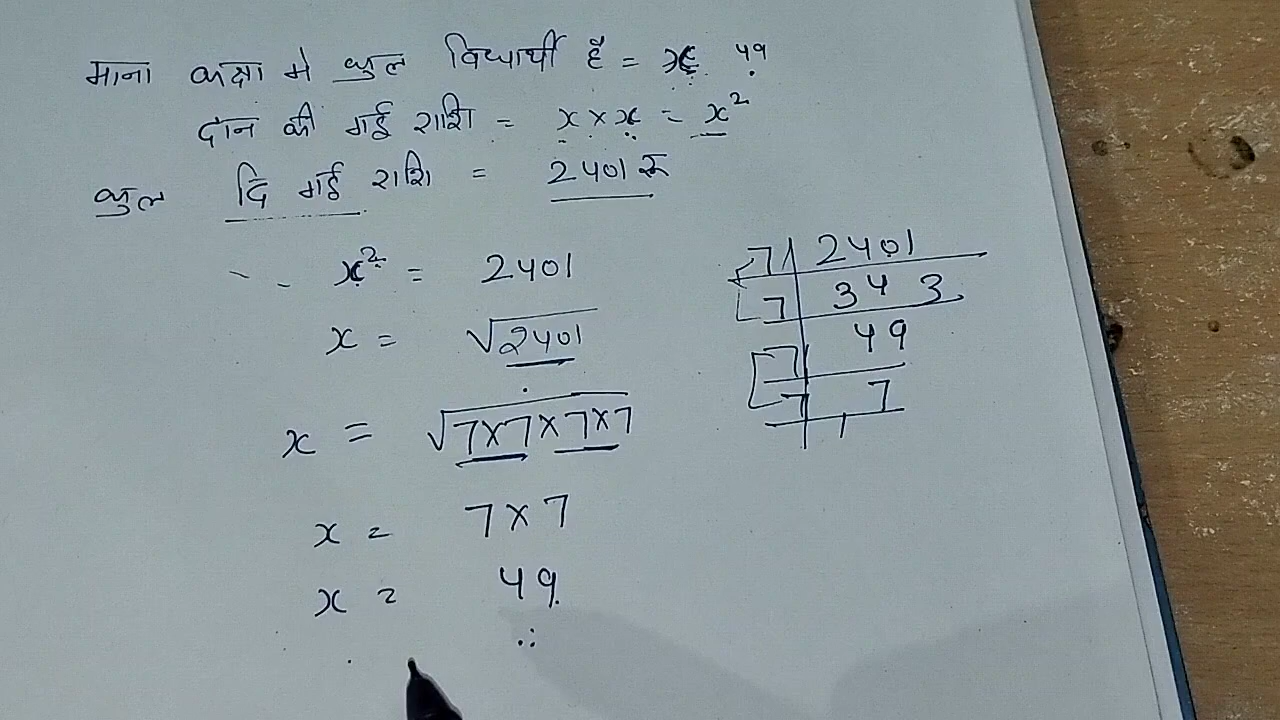 माना कक्षा मे कुल विद्यार्थी है = x 49
दान की गई राशि = x × x = x²
कुल दि गई राशि = 2401 रू
x² = 2401
x = √2401
x = √7×7×7×7
x = 7×7
x = 49
∴
7 2401
7 343
7 49
7 7
1